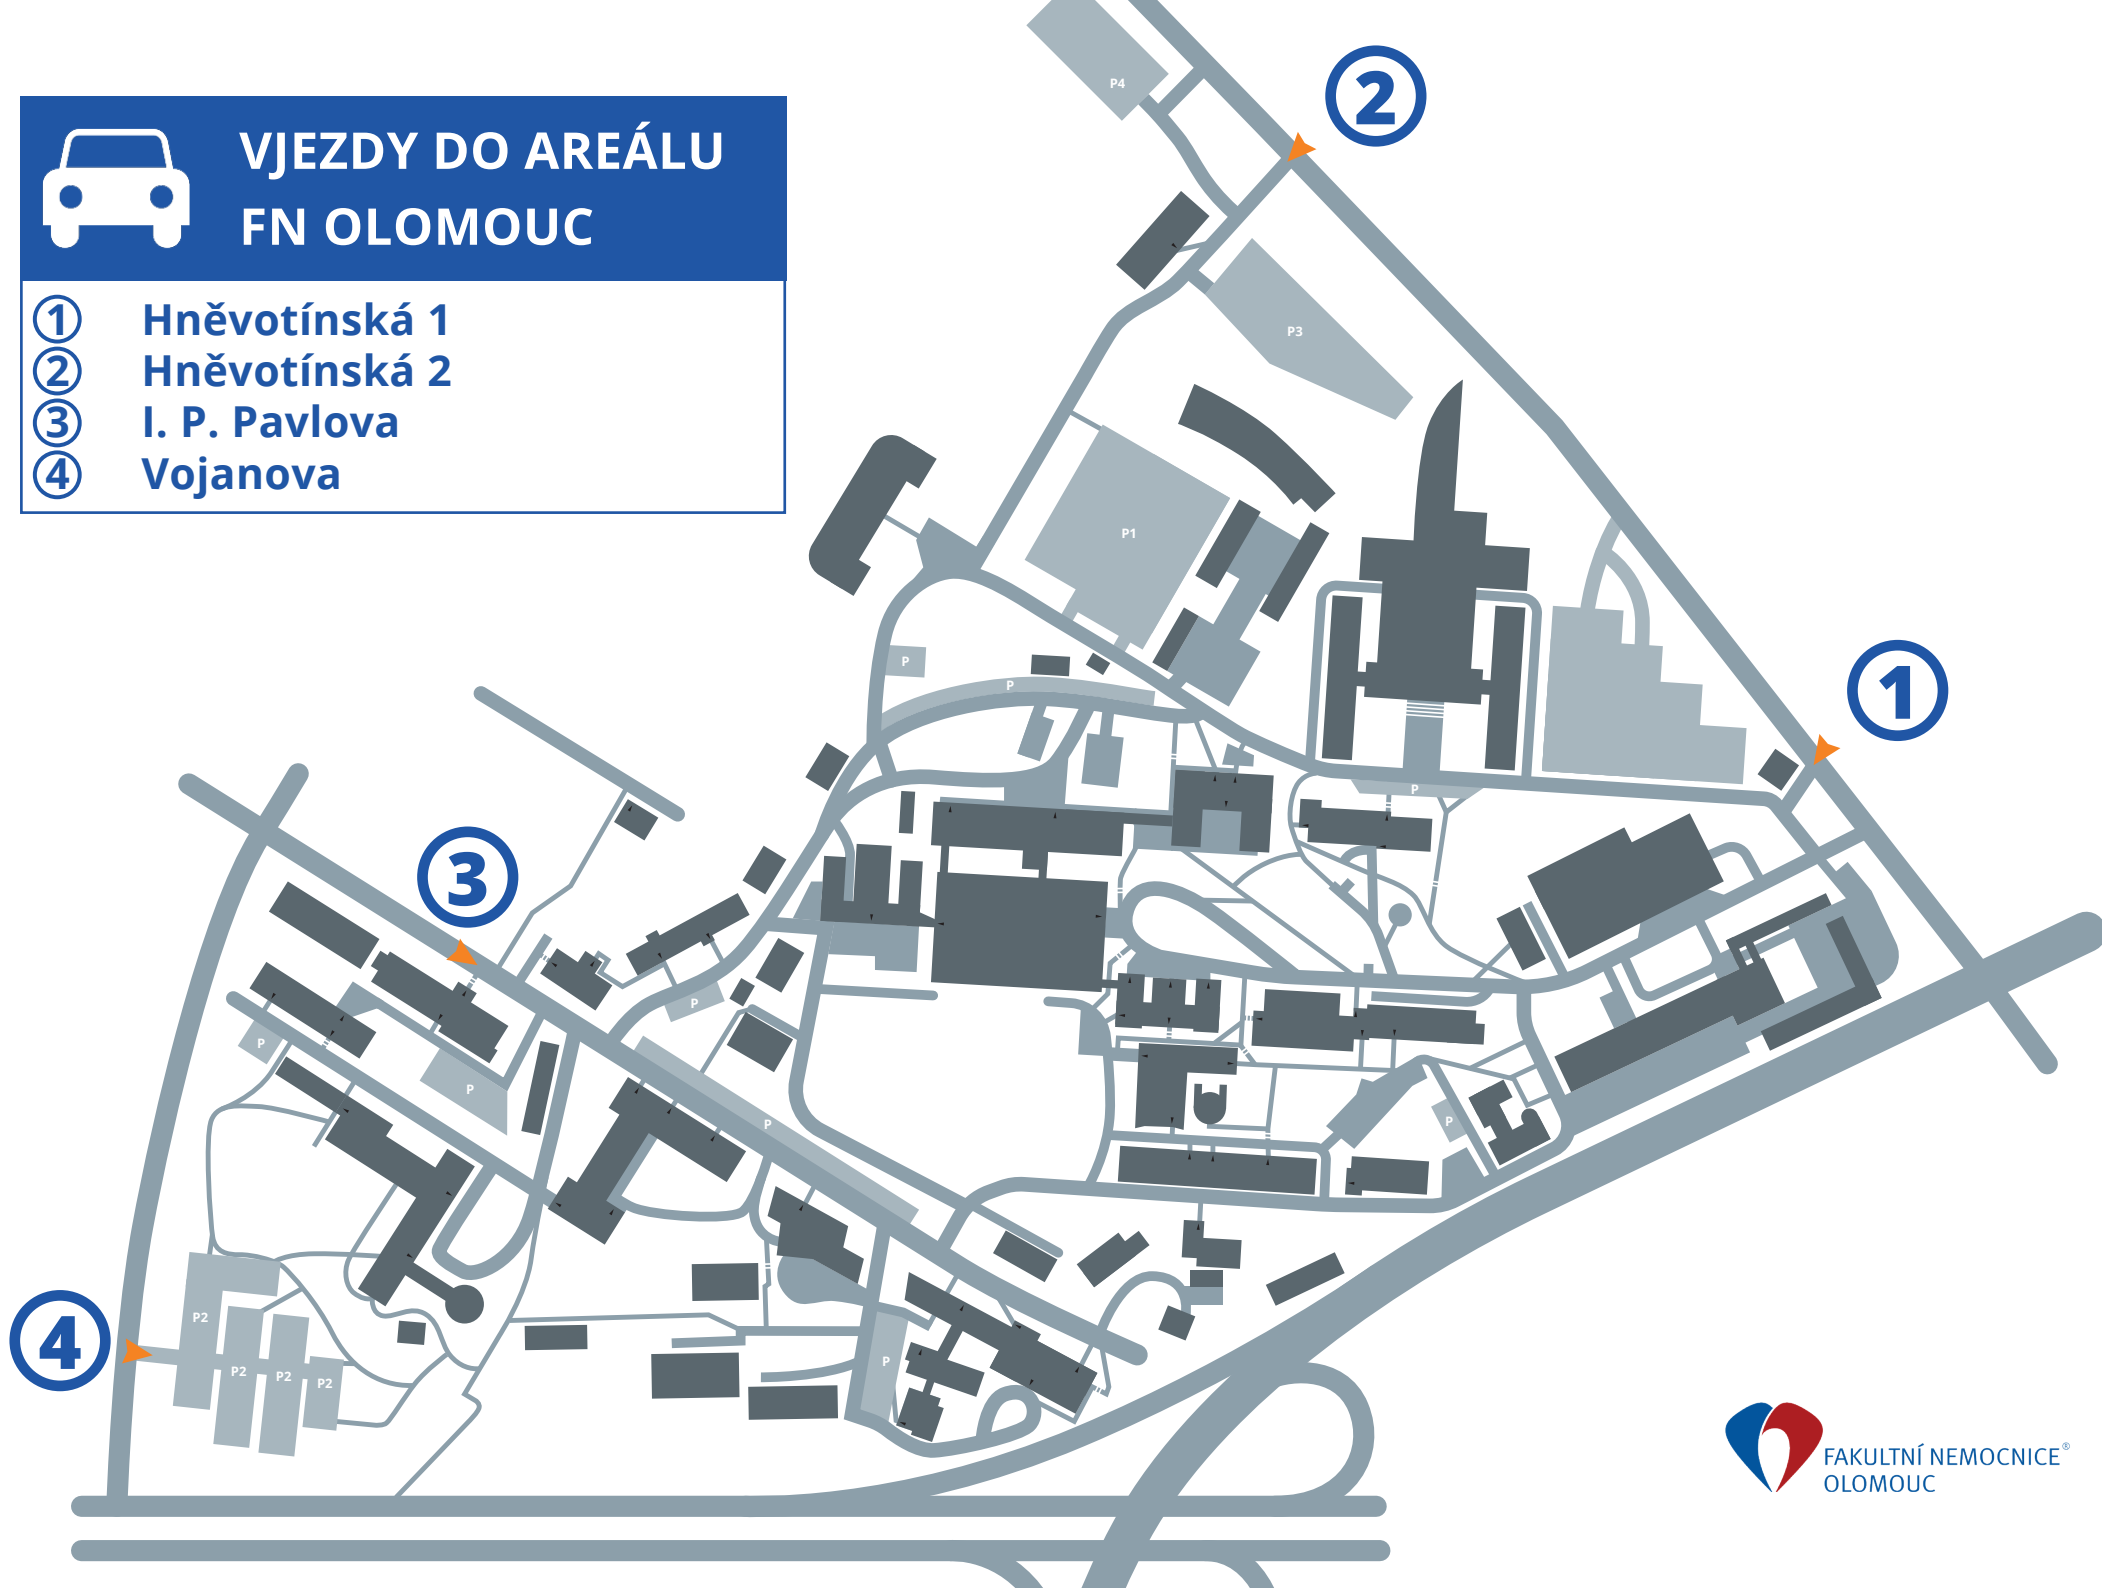 VJEZDY DO AREÁLU
FN OLOMOUC
1 Hněvotínská 1
2 Hněvotínská 2
3 I. P. Pavlova
4 Vojanova
P4
2
P3
P1
P
P
1
P
3
P
P
P
P
P
4
P2
P2
P2
P2
P
FAKULTNÍ NEMOCNICE®
OLOMOUC